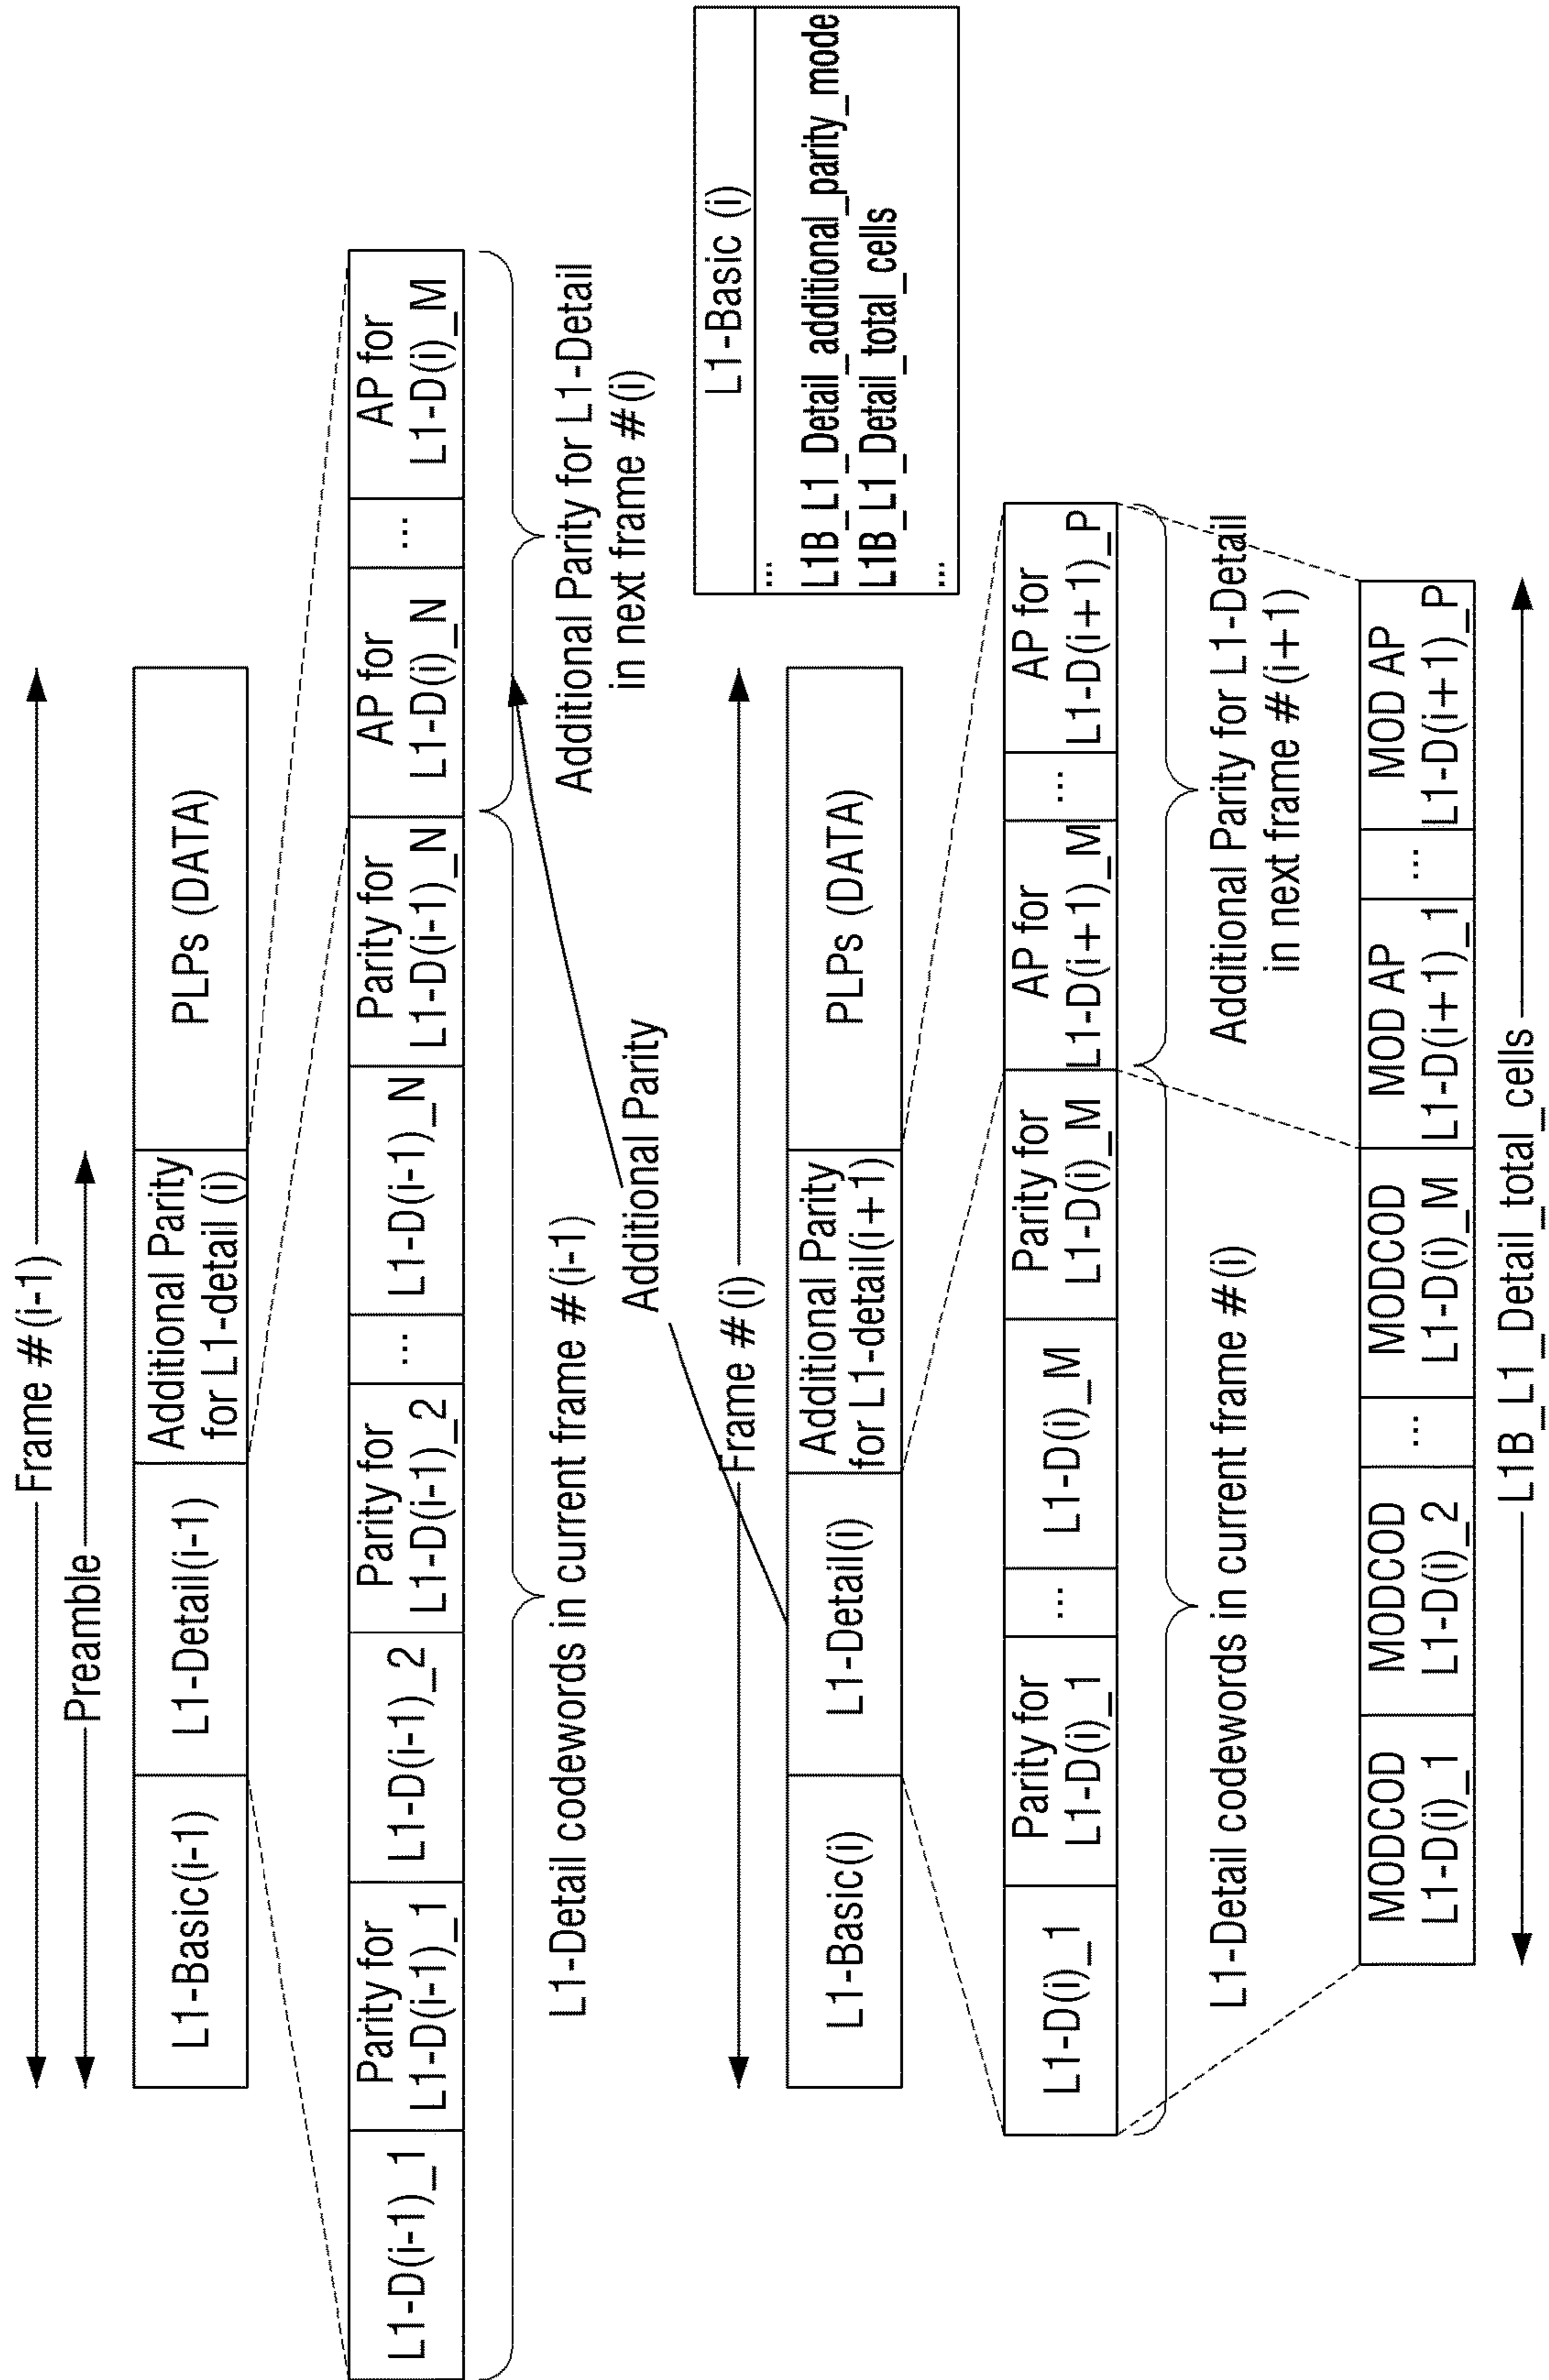 Frame #(i-1)
Preamble
L1-Basic(i-1)
L1-Detail(i-1)
Additional Parity
for L1-detail (i)
PLPs (DATA)
L1-D(i-1)_1
Parity for
L1-D(i-1)_1
L1-D(i-1)_2
Parity for
L1-D(i-1)_2
...
L1-D(i-1)_N
Parity for
L1-D(i-1)_N
AP for
L1-D(i)_N
...
AP for
L1-D(i)_M
L1-Detail codewords in current frame #(i-1)
Additional Parity for L1-Detail
in next frame #(i)
Additional Parity
L1-Basic (i)
...
L1B_L1_Detail_additional_parity_mode
L1B_L1_Detail_total_cells
...
Frame #(i)
L1-Basic(i)
L1-Detail(i)
Additional Parity
for L1-detail(i+1)
PLPs (DATA)
L1-D(i)_1
Parity for
L1-D(i)_1
...
L1-D(i)_M
Parity for
L1-D(i)_M
AP for
L1-D(i+1)_M
...
AP for
L1-D(i+1)_P
L1-Detail codewords in current frame #(i)
Additional Parity for L1-Detail
in next frame #(i+1)
MODCOD
L1-D(i)_1
MODCOD
L1-D(i)_2
...
MODCOD
L1-D(i)_M
MOD AP
L1-D(i+1)_1
...
MOD AP
L1-D(i+1)_P
L1B_L1_Detail_total_cells